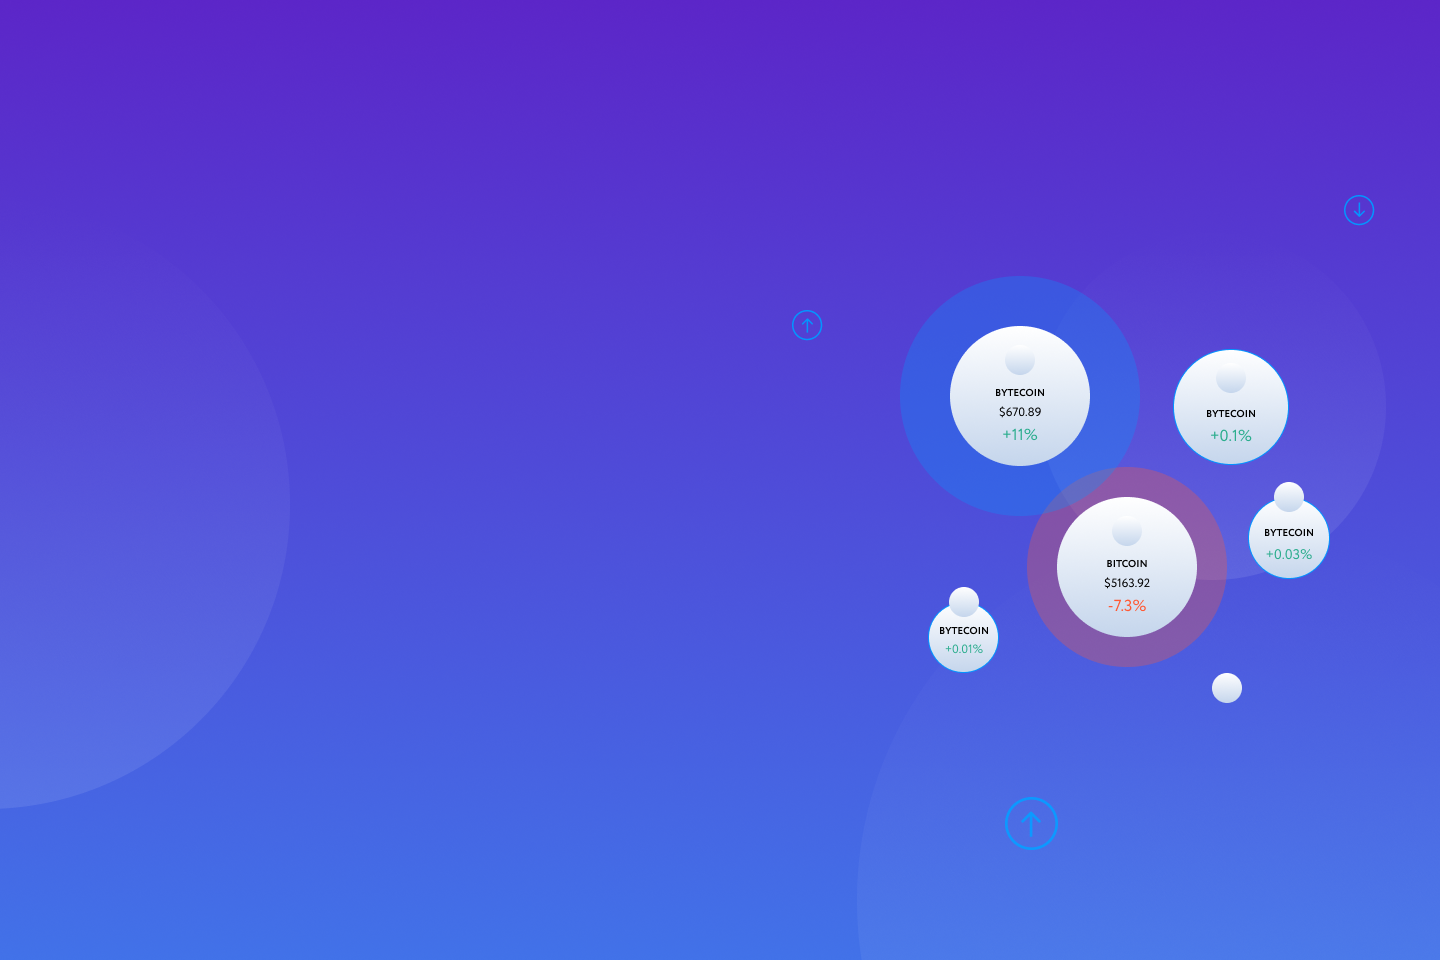 BYTECOIN
$670.89
+11%
BYTECOIN
+0.1%
BYTECOIN
+0.03%
BITCOIN
$5163.92
-7.3%
BYTECOIN
+0.01%